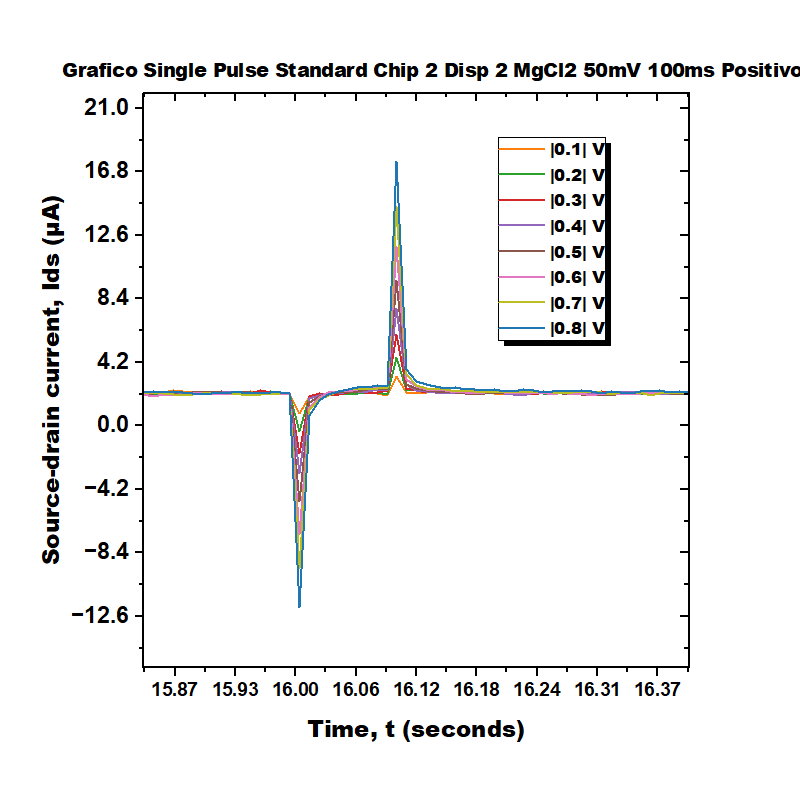 Grafico Single Pulse Standard Chip 2 Disp 2 MgCl2 50mV 100ms Positivo
21.0
16.8
12.6
8.4
4.2
0.0
−4.2
−8.4
−12.6
Source-drain current, Ids (µA)
|0.1| V
|0.2| V
|0.3| V
|0.4| V
|0.5| V
|0.6| V
|0.7| V
|0.8| V
15.87 15.93 16.00 16.06 16.12 16.18 16.24 16.31 16.37
Time, t (seconds)